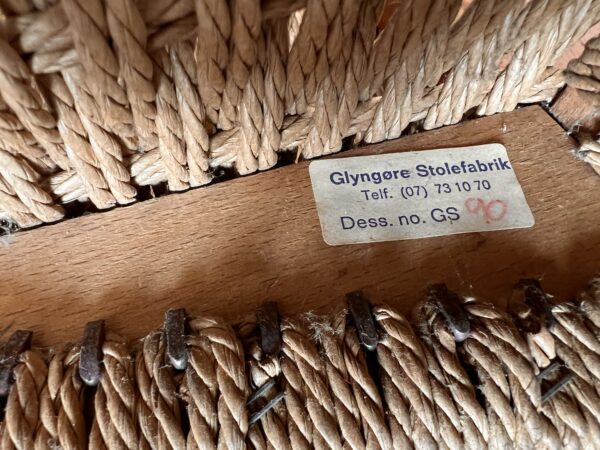 Glyngøre Stolefabrik
Telf. (07) 73 10 70
Dess. no. GS 90